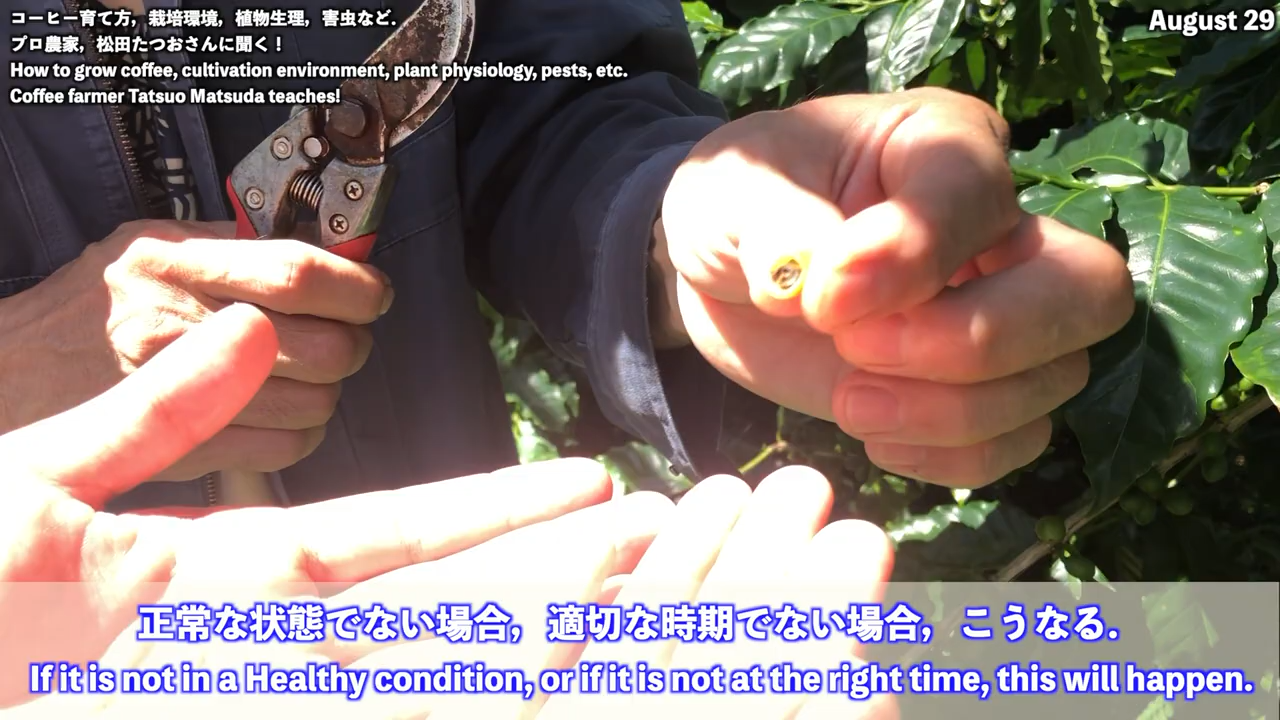 コーヒー育て方，栽培環境，植物生理，害虫など．
プロ農家，松田たつおさんに聞く！
How to grow coffee, cultivation environment, plant physiology, pests, etc.
Coffee farmer Tatsuo Matsuda teaches!
August 29
正常な状態でない場合，適切な時期でない場合，こうなる．
If it is not in a Healthy condition, or if it is not at the right time, this will happen.